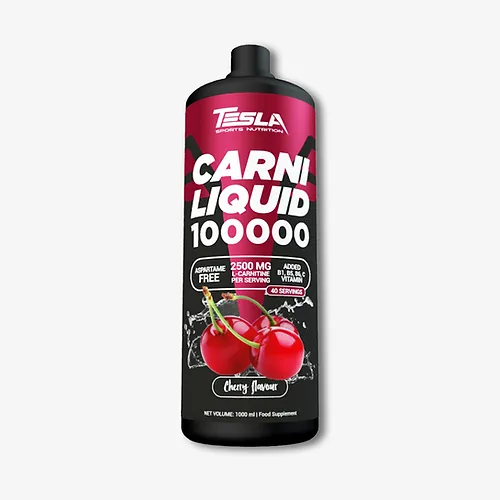 TESLA
SPORTS NUTRITION
CARNI
LIQUID
100000
ASPARTAME
FREE
2500 MG
L-CARNITINE
PER SERVING
ADDED
B1, B5, B6, C
VITAMIN
40 SERVINGS
Cherry flavour
NET VOLUME: 1000 ml | Food Supplement